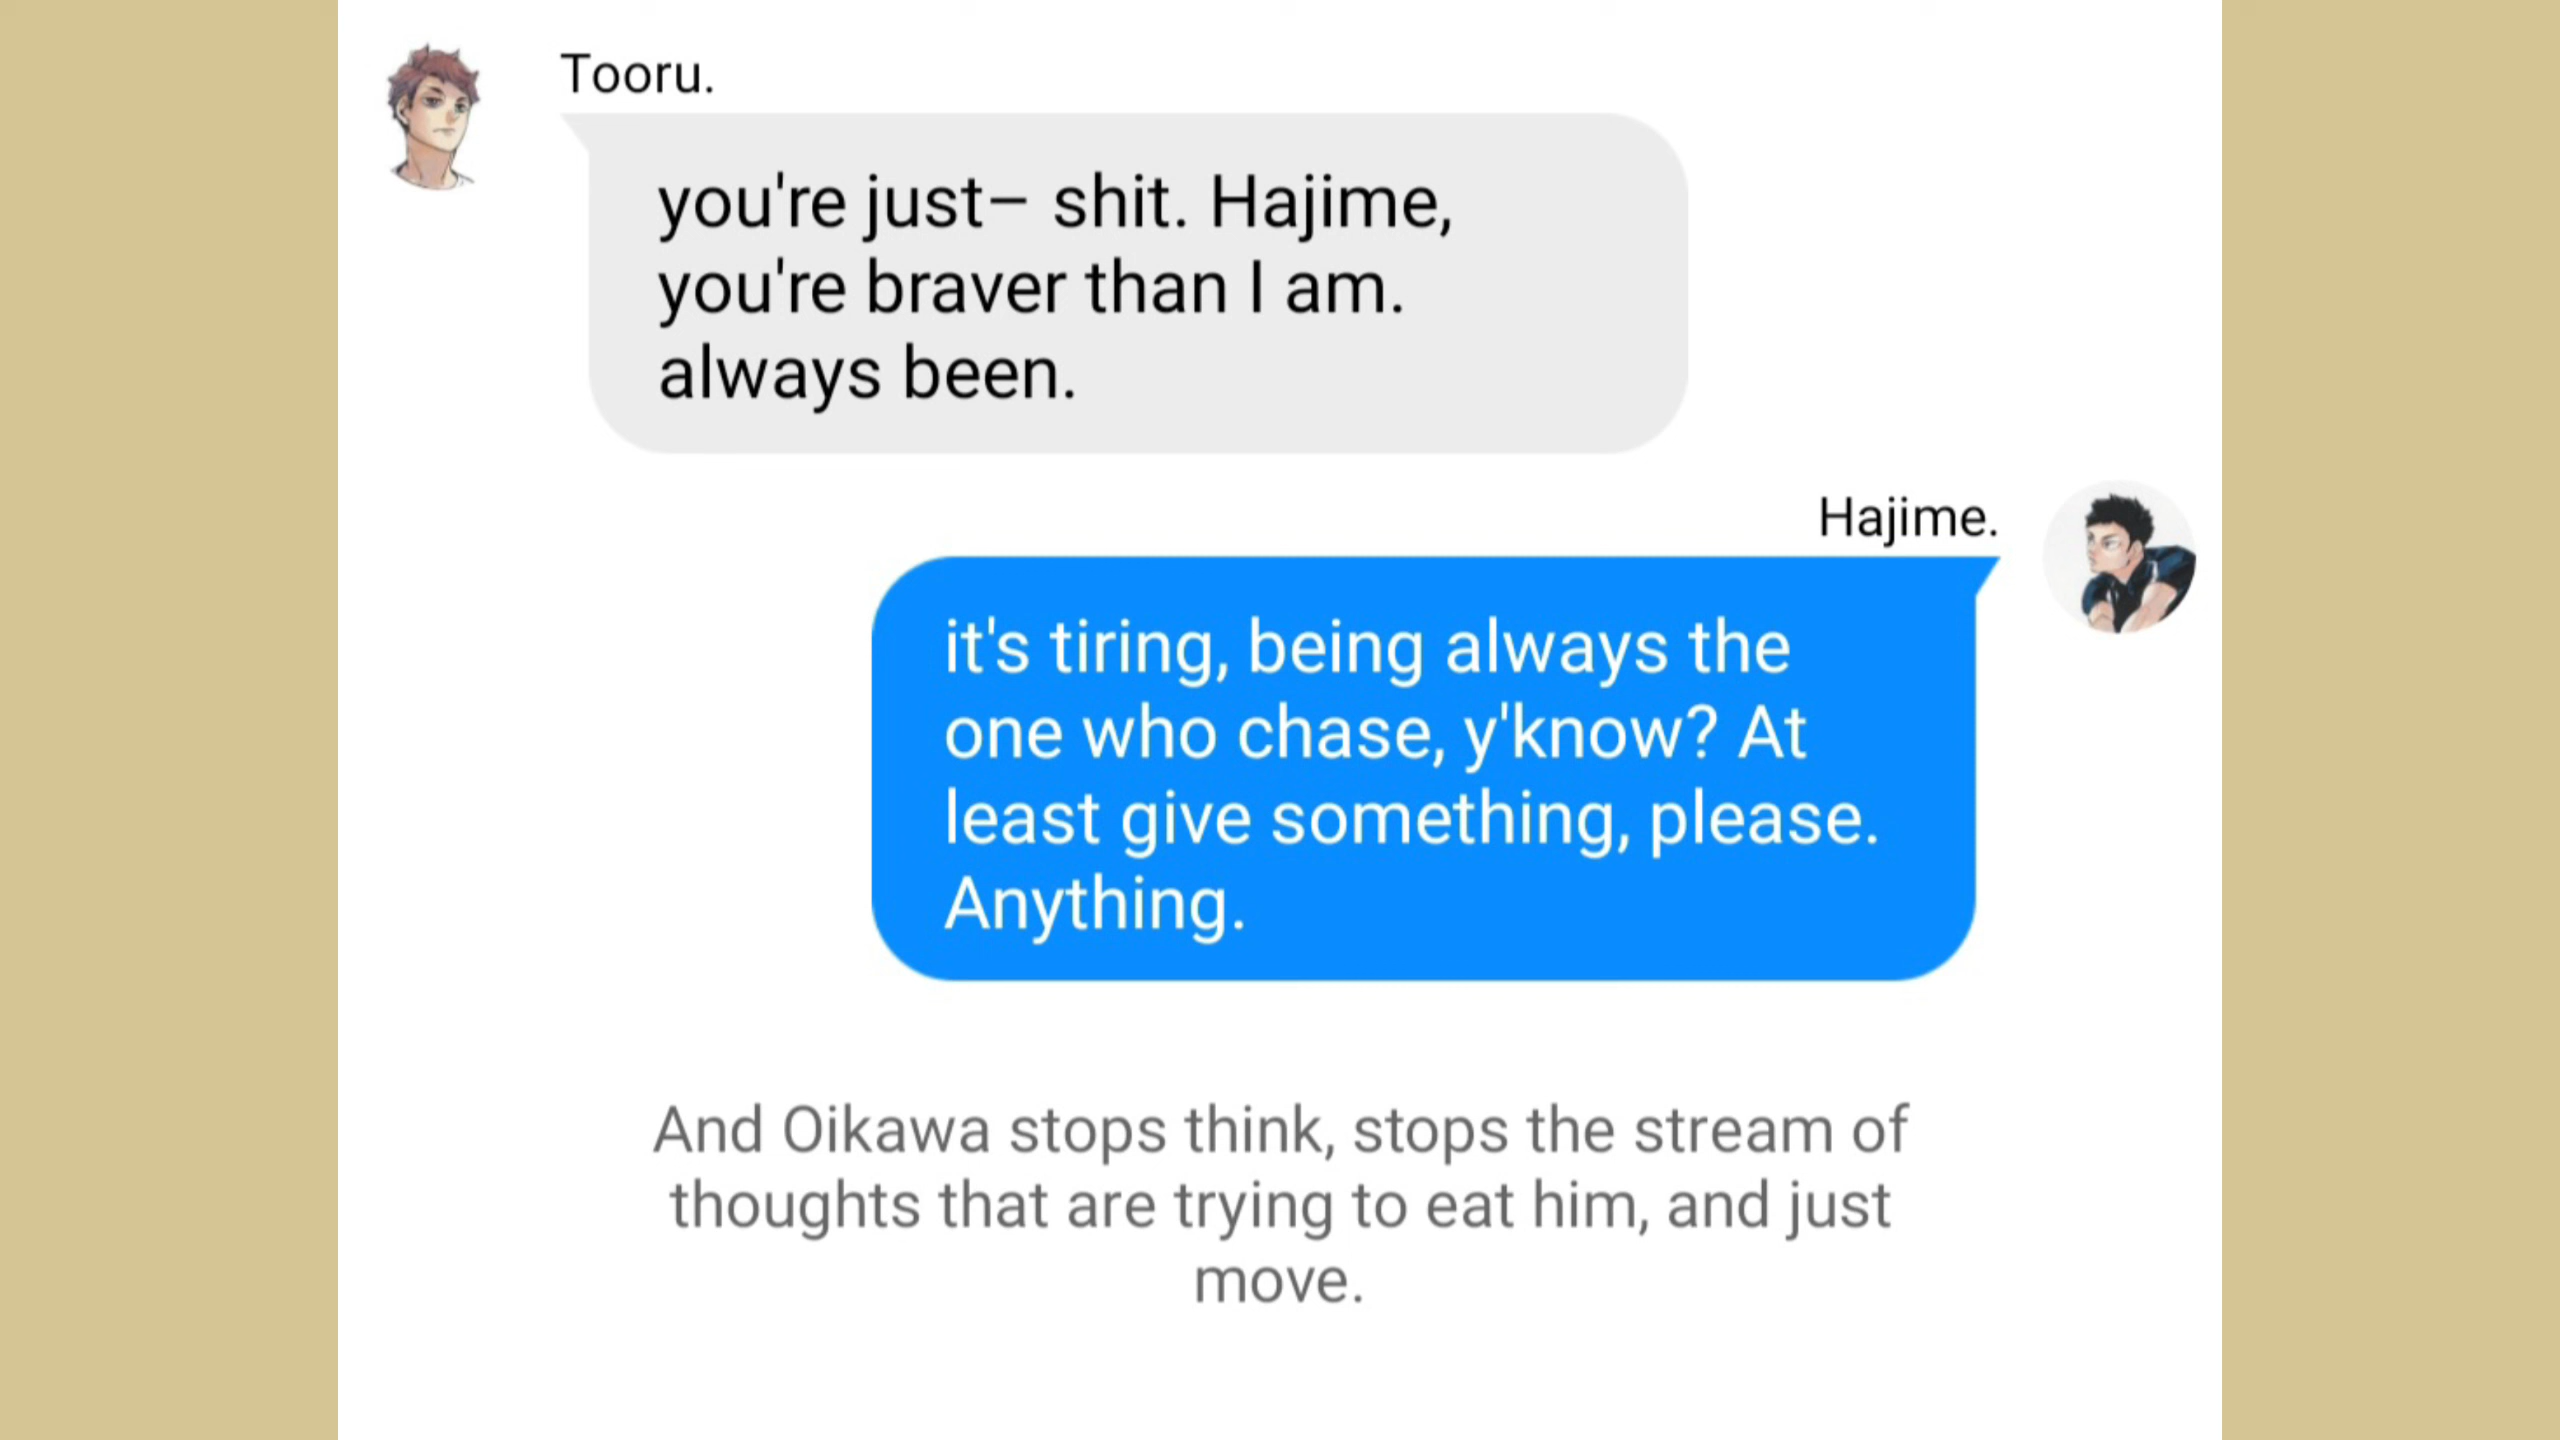 Tooru.
you're just– shit. Hajime,
you're braver than I am.
always been.
Hajime.
it's tiring, being always the
one who chase, y'know? At
least give something, please.
Anything.
And Oikawa stops think, stops the stream of
thoughts that are trying to eat him, and just
move.